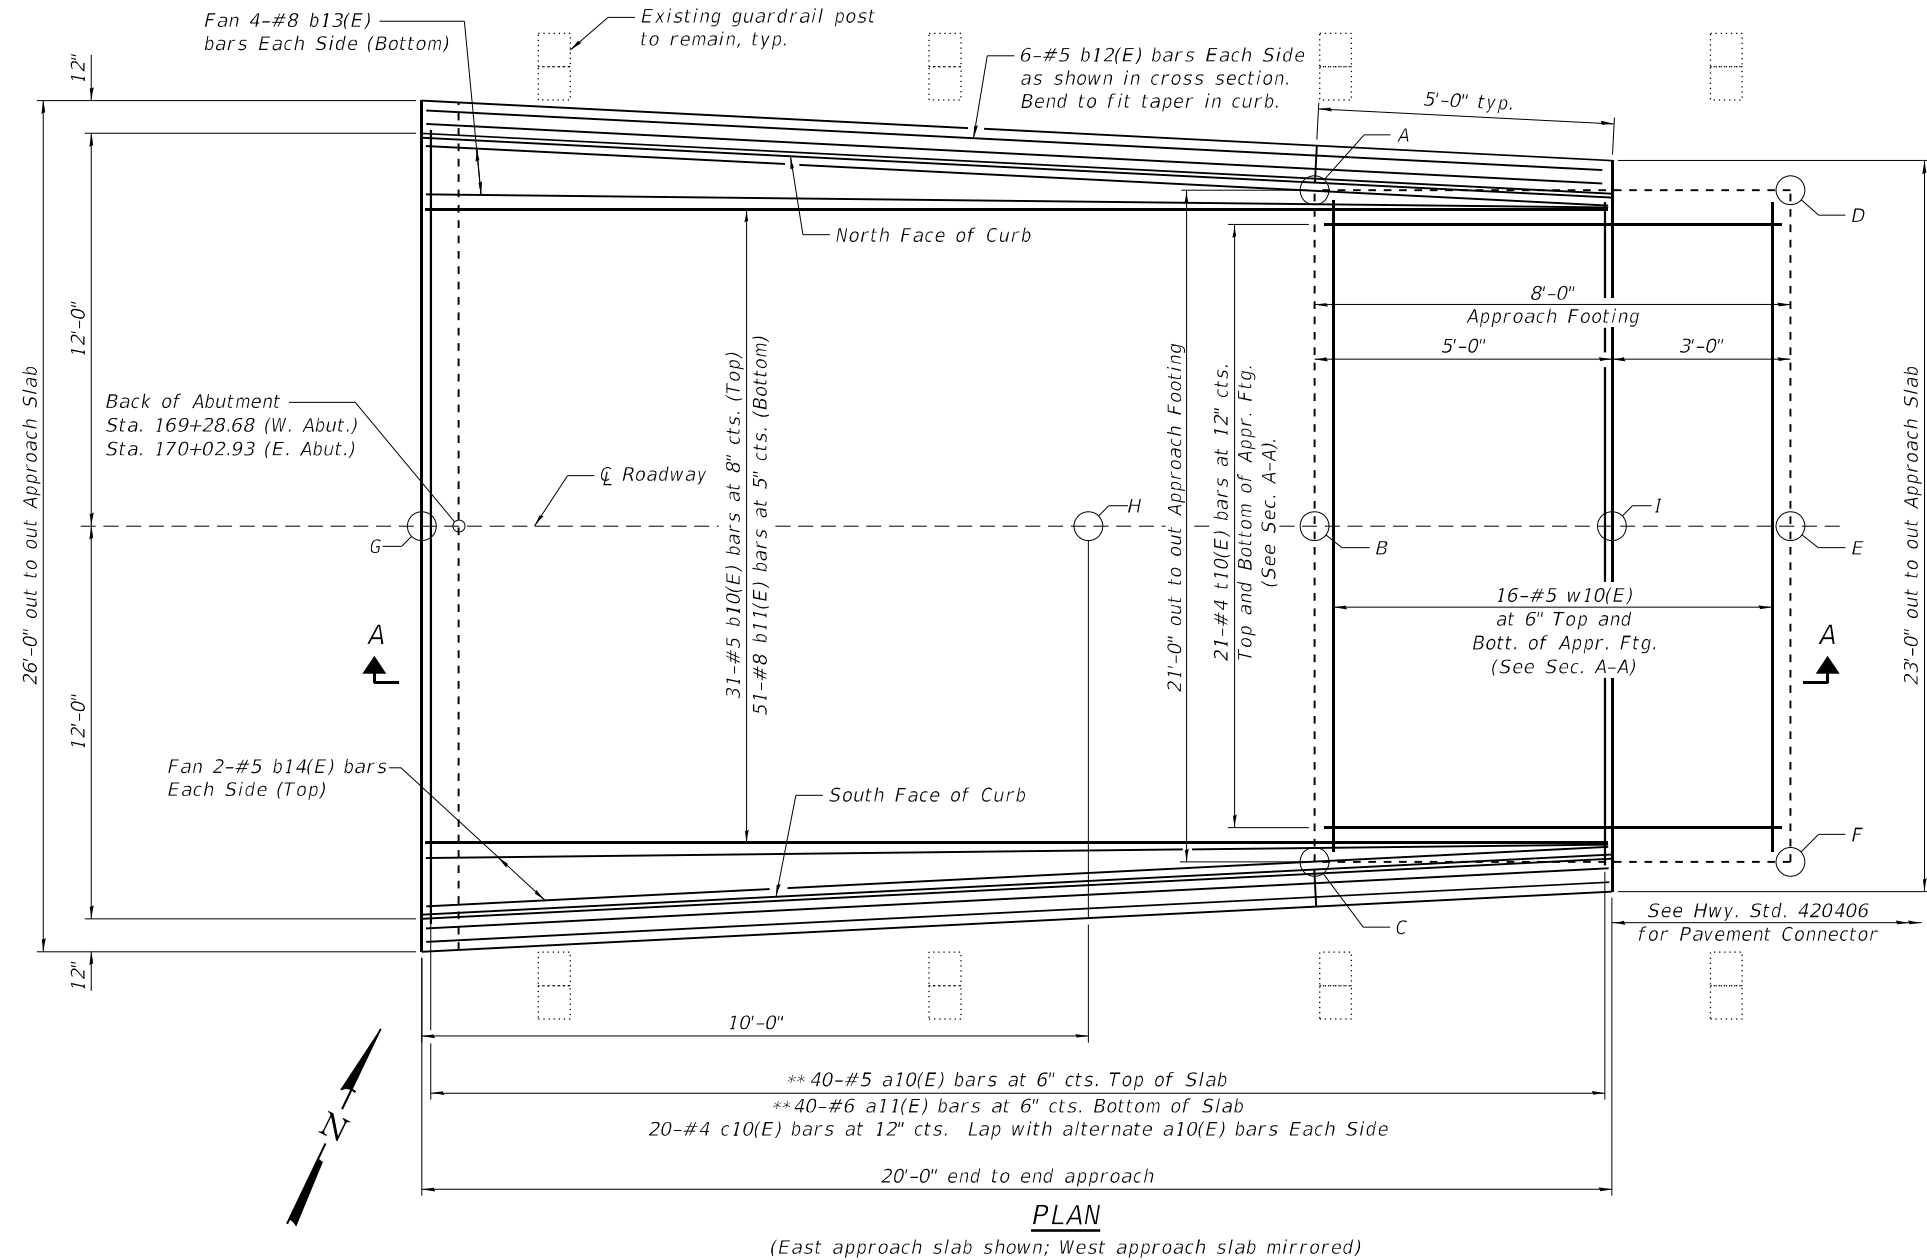 Fan 4-#8 b13(E)
bars Each Side (Bottom)
Existing guardrail post
to remain, typ.
6-#5 b12(E) bars Each Side
as shown in cross section.
Bend to fit taper in curb.
5'-0" typ.
12"
A
D
North Face of Curb
8'-0"
Approach Footing
5'-0"
3'-0"
12'-0"
26'-0" out to out Approach Slab
Back of Abutment
Sta. 169+28.68 (W. Abut.)
Sta. 170+02.93 (E. Abut.)
℄ Roadway
31-#5 b10(E) bars at 8" cts. (Top)
51-#8 b11(E) bars at 5" cts. (Bottom)
21'-0" out to out Approach Footing
21-#4 t10(E) bars at 12" cts.
Top and Bottom of Appr. Ftg.
(See Sec. A-A).
23'-0" out to out Approach Slab
G
H
B
I
E
16-#5 w10(E)
at 6" Top and
Bott. of Appr. Ftg.
(See Sec. A-A)
A
A
12'-0"
Fan 2-#5 b14(E) bars
Each Side (Top)
South Face of Curb
F
C
See Hwy. Std. 420406
for Pavement Connector
12"
10'-0"
**40-#5 a10(E) bars at 6" cts. Top of Slab
**40-#6 a11(E) bars at 6" cts. Bottom of Slab
20-#4 c10(E) bars at 12" cts. Lap with alternate a10(E) bars Each Side
N
20'-0" end to end approach
PLAN
(East approach slab shown; West approach slab mirrored)